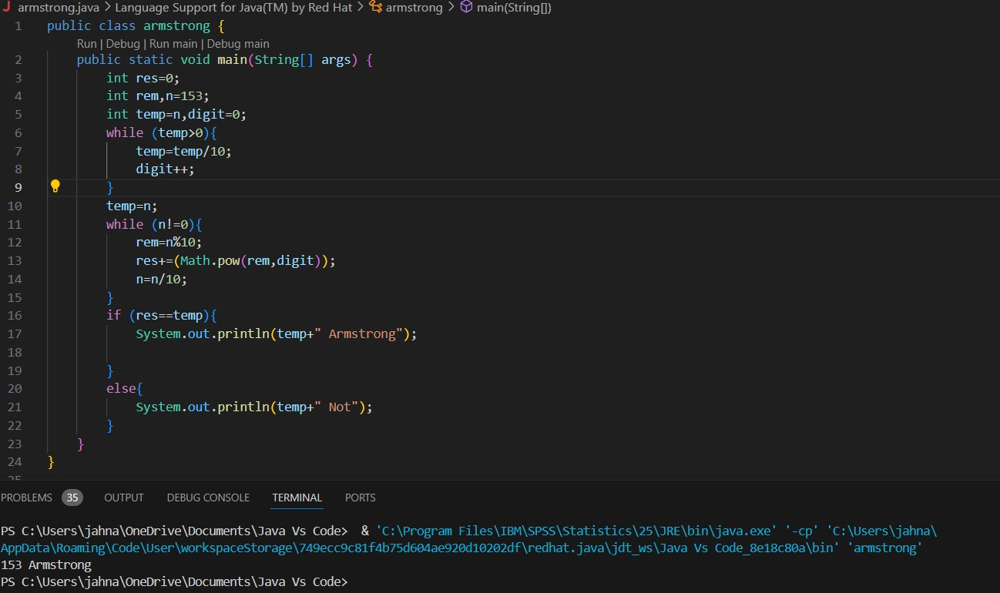 armstrong.java > Language Support for Java(TM) by Red Hat > armstrong > main(String[])
1 public class armstrong {
Run | Debug | Run main | Debug main
2 public static void main(String[] args) {
3 int res=0;
4 int rem,n=153;
5 int temp=n,digit=0;
6 while (temp>0){
7 temp=temp/10;
8 digit++;
9 }
10 temp=n;
11 while (n!=0){
12 rem=n%10;
13 res+=(Math.pow(rem,digit));
14 n=n/10;
15 }
16 if (res==temp){
17 System.out.println(temp+" Armstrong");
18
19 }
20 else{
21 System.out.println(temp+" Not");
22 }
23 }
24 }
25
PROBLEMS 35 OUTPUT DEBUG CONSOLE TERMINAL PORTS
PS C:\Users\jahna\OneDrive\Documents\Java Vs Code>  & 'C:\Program Files\IBM\SPSS\Statistics\25\JRE\bin\java.exe' '-cp' 'C:\Users\jahna\
AppData\Roaming\Code\User\workspaceStorage\749ecc9c81f4b75d604ae920d10202df\redhat.java\jdt_ws\Java Vs Code_8e18c80a\bin' 'armstrong'
153 Armstrong
PS C:\Users\jahna\OneDrive\Documents\Java Vs Code>